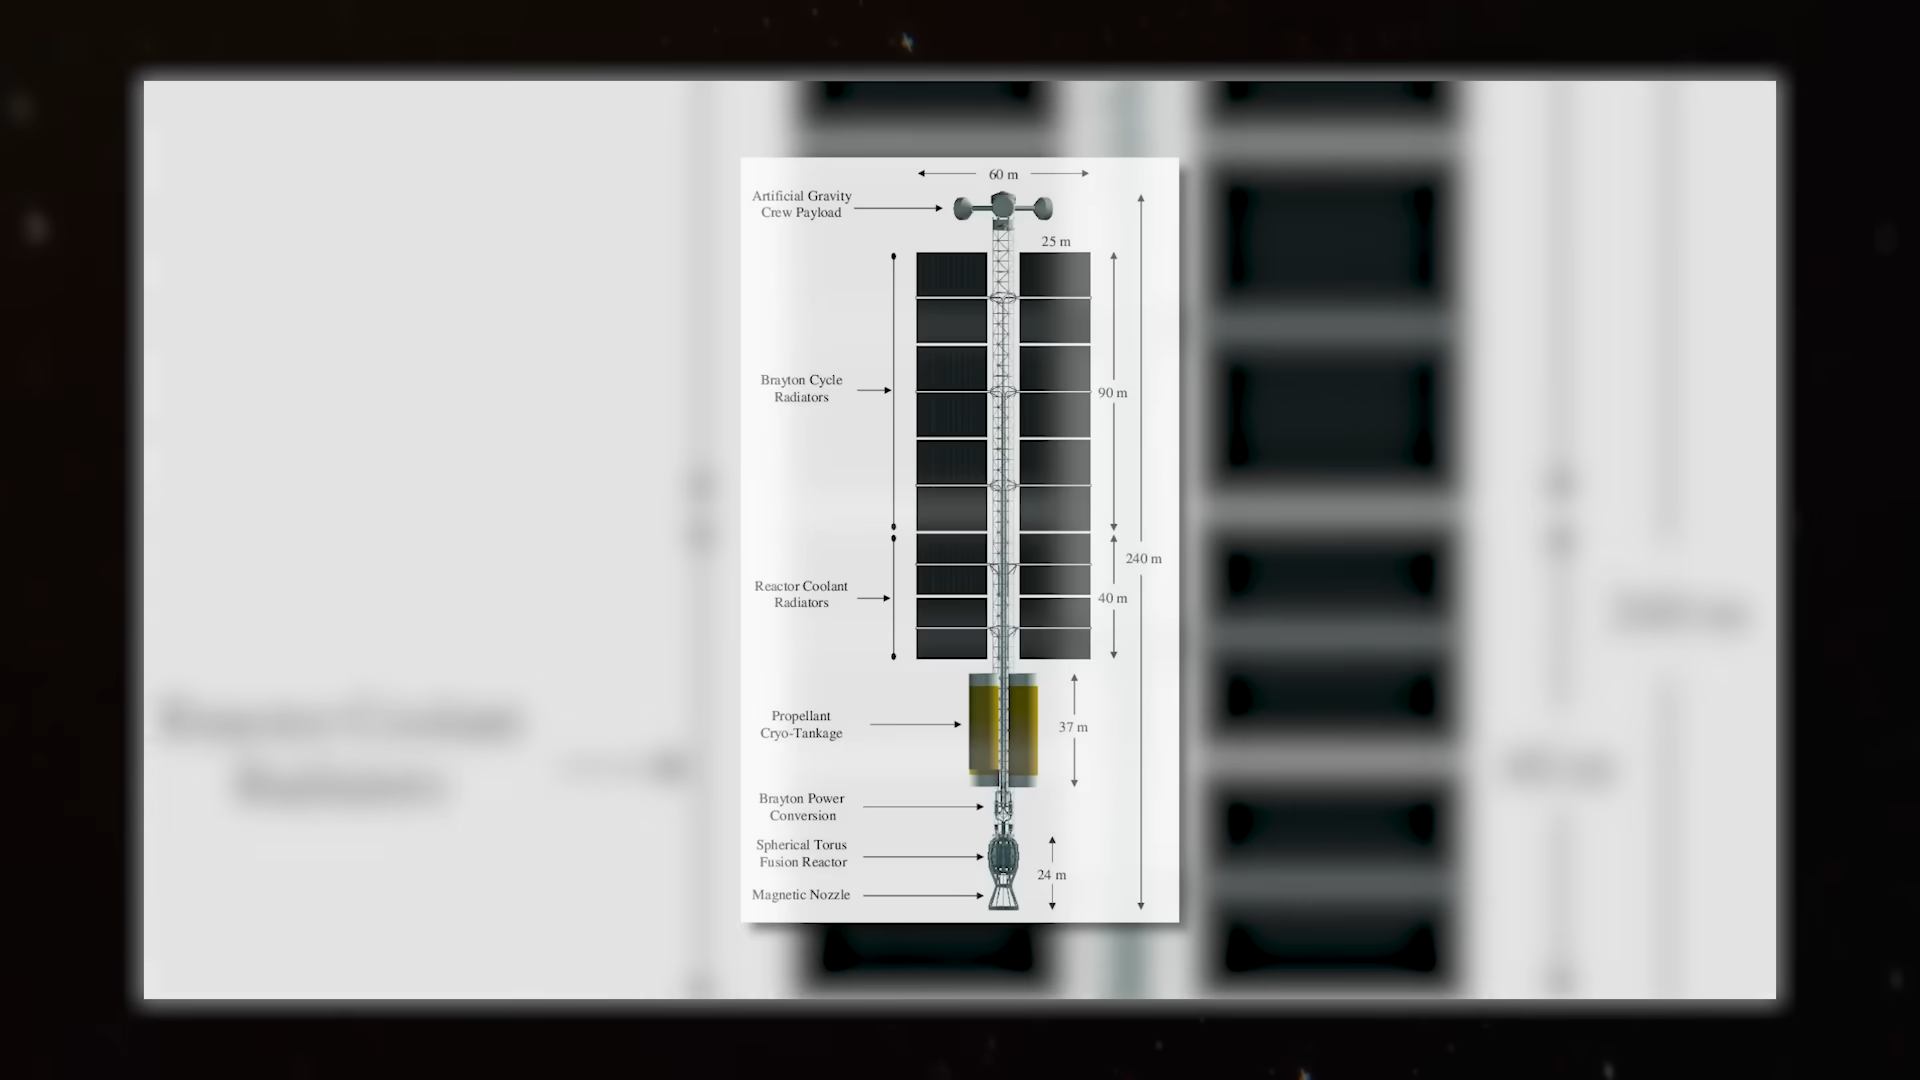 60 m
Artificial Gravity
Crew Payload
25 m
Brayton Cycle
Radiators
90 m
240 m
Reactor Coolant
Radiators
40 m
Propellant
Cryo-Tankage
37 m
Brayton Power
Conversion
Spherical Torus
Fusion Reactor
24 m
Magnetic Nozzle